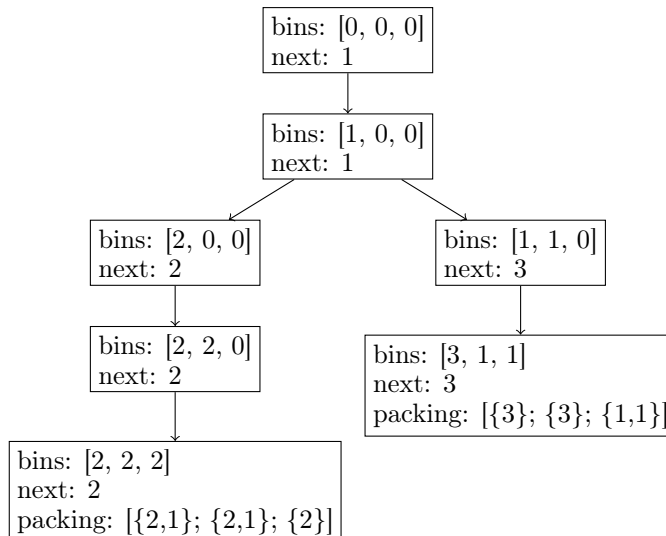 bins: [0, 0, 0]
next: 1
bins: [1, 0, 0]
next: 1
bins: [2, 0, 0]
next: 2
bins: [1, 1, 0]
next: 3
bins: [2, 2, 0]
next: 2
bins: [3, 1, 1]
next: 3
packing: [{3}; {3}; {1,1}]
bins: [2, 2, 2]
next: 2
packing: [{2,1}; {2,1}; {2}]